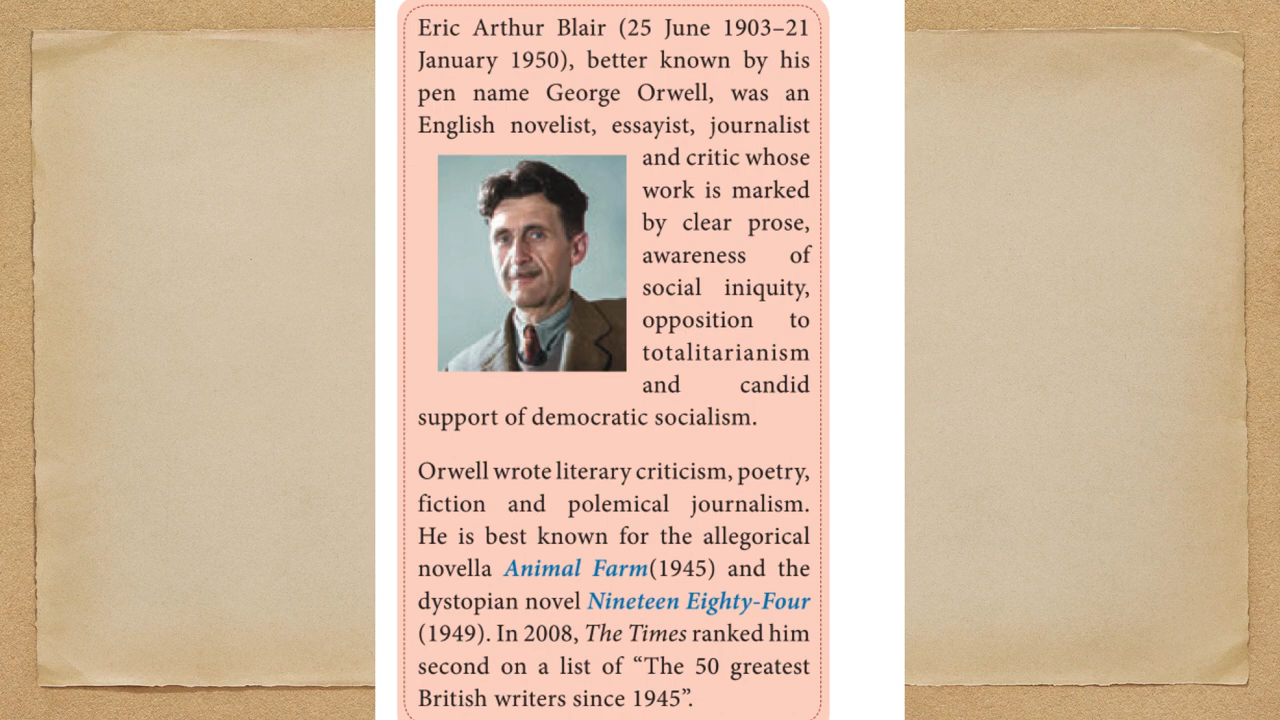 Eric Arthur Blair (25 June 1903–21
January 1950), better known by his
pen name George Orwell, was an
English novelist, essayist, journalist
and critic whose
work is marked
by clear prose,
awareness of
social iniquity,
opposition to
totalitarianism
and candid
support of democratic socialism.
Orwell wrote literary criticism, poetry,
fiction and polemical journalism.
He is best known for the allegorical
novella Animal Farm(1945) and the
dystopian novel Nineteen Eighty-Four
(1949). In 2008, The Times ranked him
second on a list of “The 50 greatest
British writers since 1945”.